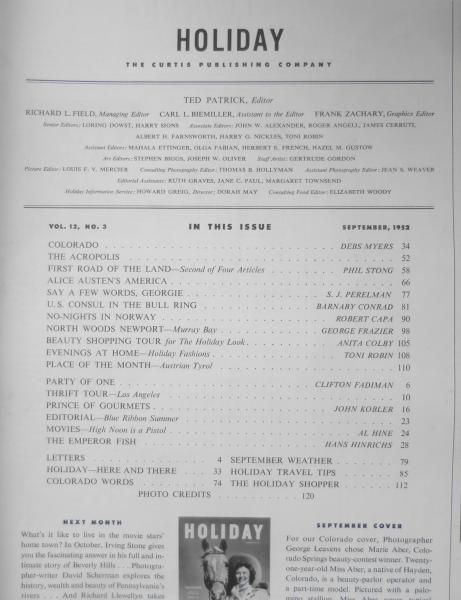 HOLIDAY
THE CURTIS PUBLISHING COMPANY
TED PATRICK, Editor
RICHARD L. FIELD, Managing Editor CARL L. BIEMILLER, Assistant to the Editor FRANK ZACHARY, Graphics Editor
Senior Editors: LORING DOWST, HARRY SIONS Associate Editors: JOHN W. ALEXANDER, ROGER ANGELL, JAMES CERRUTI,
ALBERT H. FARNSWORTH, HARRY G. NICKLES, TONI ROBIN
Assistant Editors: MAHALA ETTINGER, OLGA FABIAN, HERBERT E. FRENCH, HAZEL M. GUSTOW
Art Editors: STEPHEN BIGGS, JOSEPH W. OLIVER Staff Artist: GERTRUDE GORDON
Picture Editor: LOUIS F. V. MERCIER Consulting Photography Editor: THOMAS B. HOLLYMAN Assistant Photography Editor: JEAN S. WEAVER
Editorial Assistants: RUTH GRAVES, JANE C. PAUL, MARGARET TOWNSEND
Holiday Information Service: HOWARD GREIG, Director; DORAH MAY Consulting Food Editor: ELIZABETH WOODY
VOL. 12, NO. 3 IN THIS ISSUE SEPTEMBER, 1952
COLORADO . . . DEBS MYERS 34
THE ACROPOLIS . . . 52
FIRST ROAD OF THE LAND—Second of Four Articles . . . PHIL STONG 58
ALICE AUSTEN'S AMERICA . . . 66
SAY A FEW WORDS, GEORGIE . . . S. J. PERELMAN 77
U.S. CONSUL IN THE BULL RING . . . BARNABY CONRAD 81
NO-NIGHTS IN NORWAY . . . ROBERT CAPA 90
NORTH WOODS NEWPORT—Murray Bay . . . GEORGE FRAZIER 98
BEAUTY SHOPPING TOUR for The Holiday Look . . . ANITA COLBY 105
EVENINGS AT HOME—Holiday Fashions . . . TONI ROBIN 108
PLACE OF THE MONTH—Austrian Tyrol . . . 110
PARTY OF ONE . . . CLIFTON FADIMAN 6
THRIFT TOUR—Los Angeles . . . 10
PRINCE OF GOURMETS . . . JOHN KOBLER 16
EDITORIAL—Blue Ribbon Summer . . . 23
MOVIES—High Noon is a Pistol . . . AL HINE 24
THE EMPEROR FISH . . . HANS HINRICHS 28
LETTERS . . . 4 SEPTEMBER WEATHER . . . 79
HOLIDAY—HERE AND THERE . . . 33 HOLIDAY TRAVEL TIPS . . . 85
COLORADO WORDS . . . 74 THE HOLIDAY SHOPPER . . . 112
PHOTO CREDITS . . . 120
NEXT MONTH
What's it like to live in the movie stars'
home town? In October, Irving Stone gives
you the fascinating answer in his full and in-
timate story of Beverly Hills . . . Photogra-
pher-writer David Scherman explores the
history, wealth and beauty of Pennsylvania's
rivers . . . And Richard Llewellyn takes
HOLIDAY
SEPTEMBER COVER
For our Colorado cover, Photographer
George Leavens chose Marie Aber, Colo-
rado Springs beauty-contest winner. Twenty-
one-year-old Miss Aber, a native of Hayden,
Colorado, is a beauty-parlor operator and
a part-time model. Pictured with a palo-
mino stallion, Miss Aber